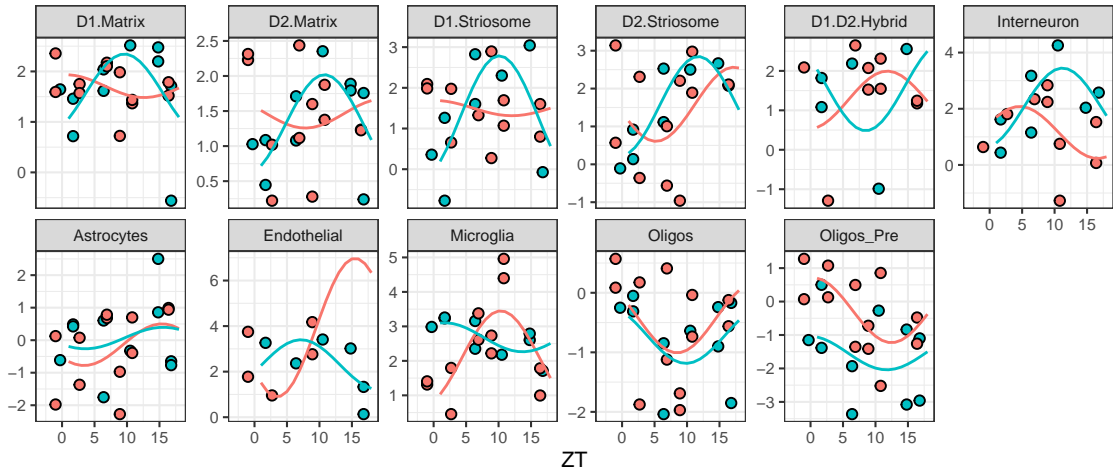 D1.Matrix D2.Matrix D1.Striosome D2.Striosome D1.D2.Hybrid Interneuron
2 1 0
2.5 2.0 1.5 1.0 0.5
3 2 1 0
3 2 1 0 −1
2 1 0 −1
4 2 0
0 5 10 15
Astrocytes Endothelial Microglia Oligos Oligos_Pre
2 1 0 −1 −2
6 4 2 0
5 4 3 2 1
0 −1 −2
1 0 −1 −2 −3
0 5 10 15 0 5 10 15 0 5 10 15 0 5 10 15 0 5 10 15
ZT